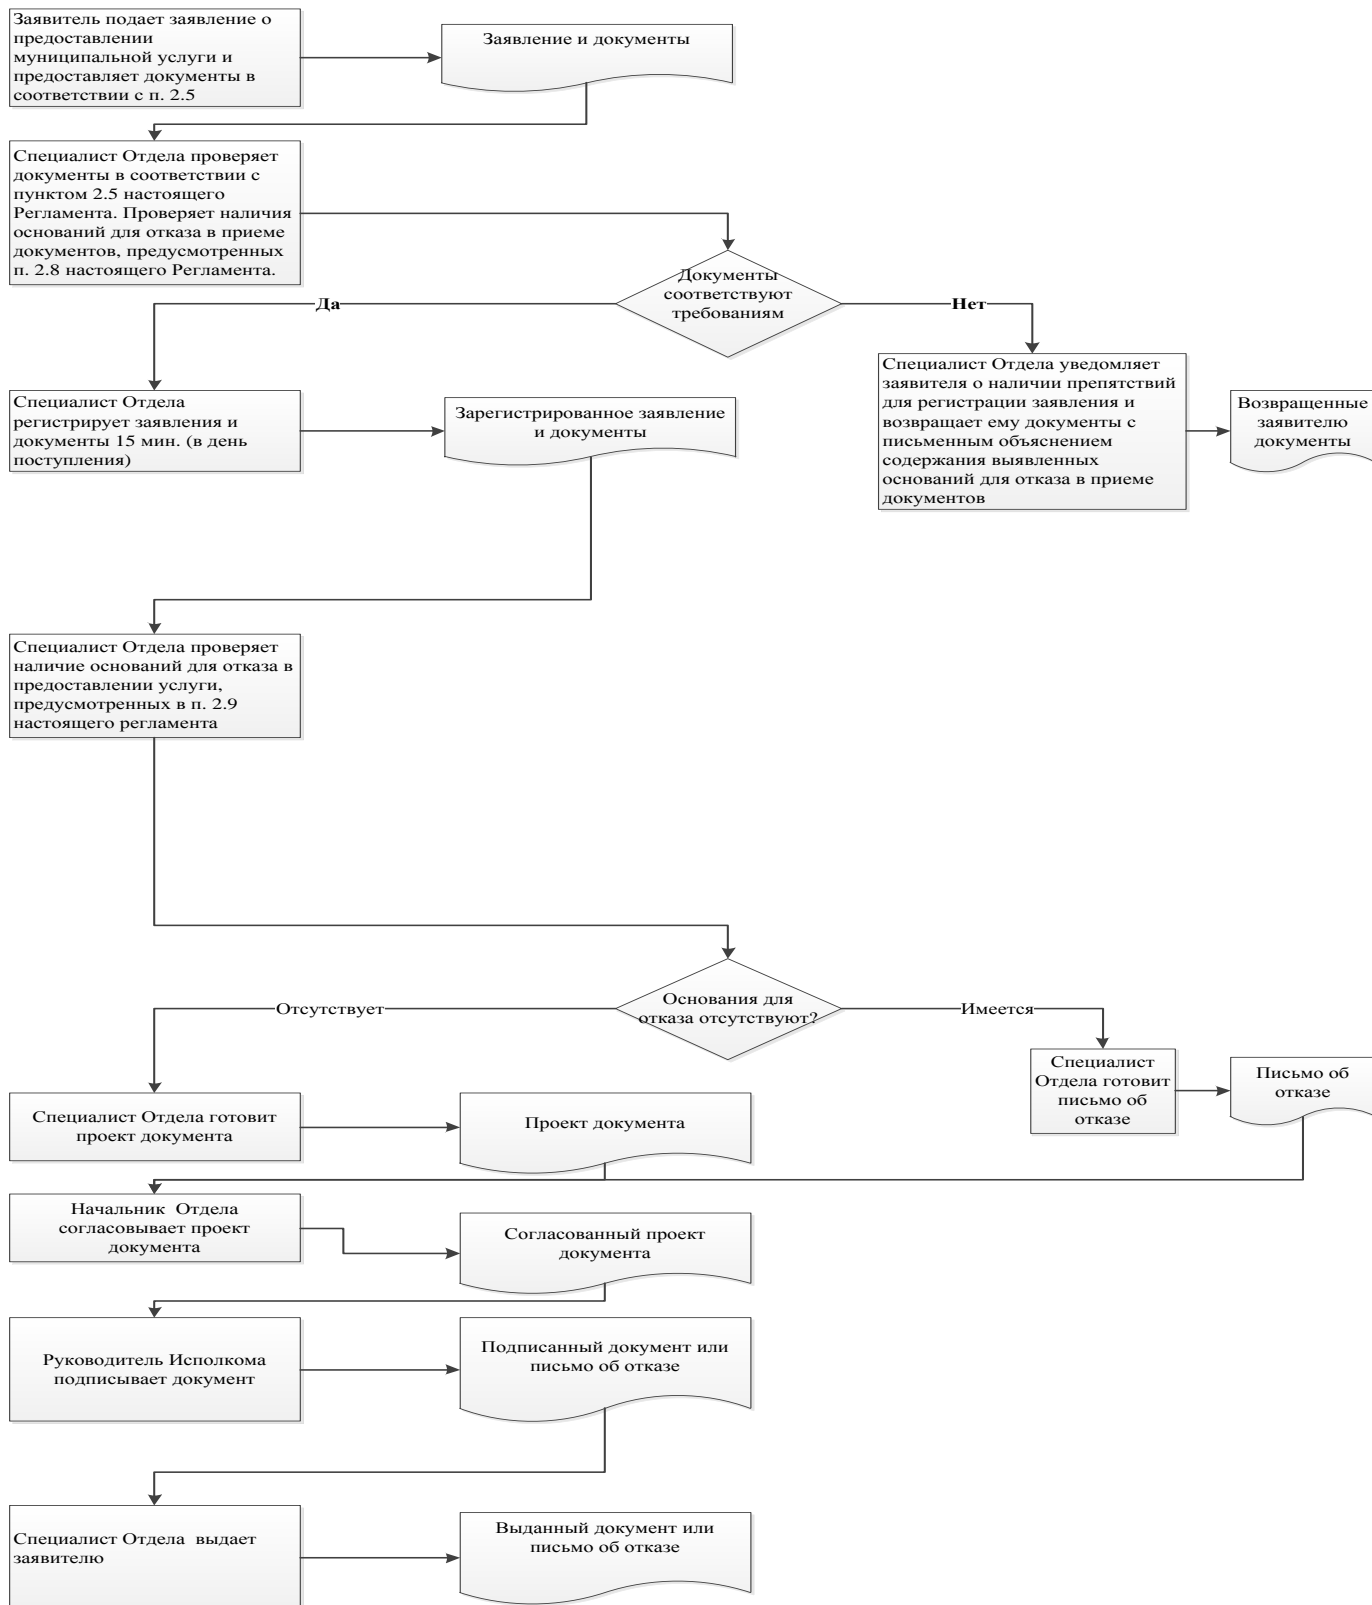 Заявитель подает заявление о
предоставлении
муниципальной услуги и
предоставляет документы в
соответствии с п. 2.5
Заявление и документы
Специалист Отдела проверяет
документы в соответствии с
пунктом 2.5 настоящего
Регламента. Проверяет наличия
оснований для отказа в приеме
документов, предусмотренных
п. 2.8 настоящего Регламента.
Документы
соответствуют
требованиям
Да
Нет
Специалист Отдела
регистрирует заявления и
документы 15 мин. (в день
поступления)
Зарегистрированное заявление
и документы
Специалист Отдела уведомляет
заявителя о наличии препятствий
для регистрации заявления и
возвращает ему документы с
письменным объяснением
содержания выявленных
оснований для отказа в приеме
документов
Возвращенные
заявителю
документы
Специалист Отдела проверяет
наличие оснований для отказа в
предоставлении услуги,
предусмотренных в п. 2.9
настоящего регламента
Основания для
отказа отсутствуют?
Отсутствует
Имеется
Специалист
Отдела готовит
письмо об
отказе
Письмо об
отказе
Специалист Отдела готовит
проект документа
Проект документа
Начальник  Отдела
согласовывает проект
документа
Согласованный проект
документа
Руководитель Исполкома
подписывает документ
Подписанный документ или
письмо об отказе
Специалист Отдела  выдает
заявителю
Выданный документ или
письмо об отказе